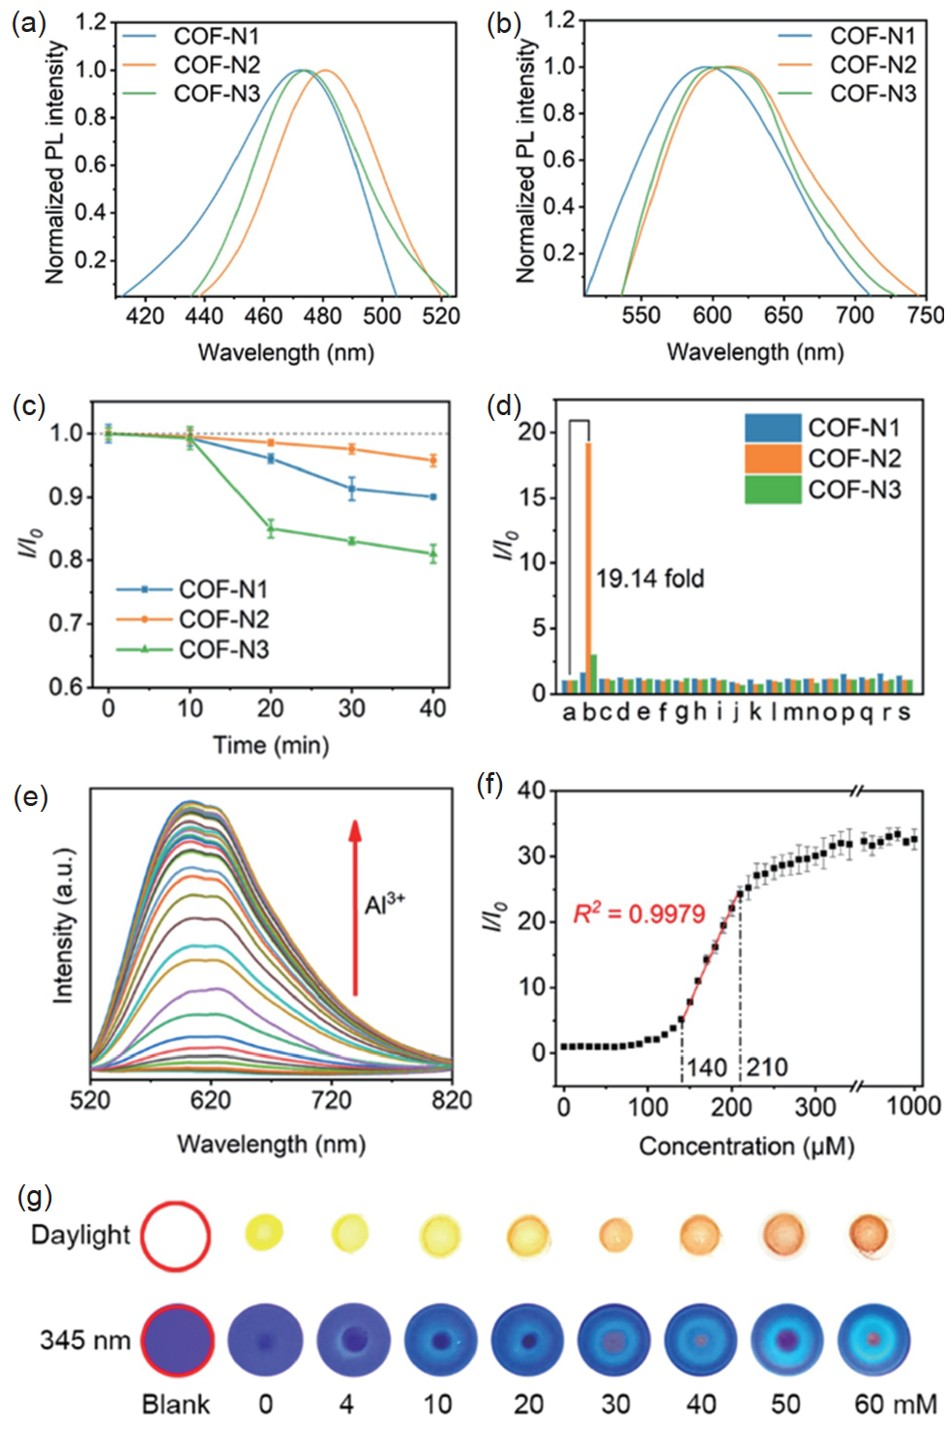 (a)
1.2
1.0
0.8
0.6
0.4
0.2
Normalized PL intensity
COF-N1
COF-N2
COF-N3
420 440 460 480 500 520
Wavelength (nm)
(b)
1.2
1.0
0.8
0.6
0.4
0.2
Normalized PL intensity
COF-N1
COF-N2
COF-N3
550 600 650 700 750
Wavelength (nm)
(c)
1.0
0.9
0.8
0.7
0.6
I/I0
COF-N1
COF-N2
COF-N3
0 10 20 30 40
Time (min)
(d)
20
15
10
5
0
I/I0
COF-N1
COF-N2
COF-N3
19.14 fold
a b c d e f g h i j k l m n o p q r s
(e)
Intensity (a.u.)
Al3+
520 620 720 820
Wavelength (nm)
(f)
40
30
20
10
0
I/I0
R2 = 0.9979
140 210
0 100 200 300 1000
Concentration (µM)
(g)
Daylight
345 nm
Blank 0 4 10 20 30 40 50 60 mM